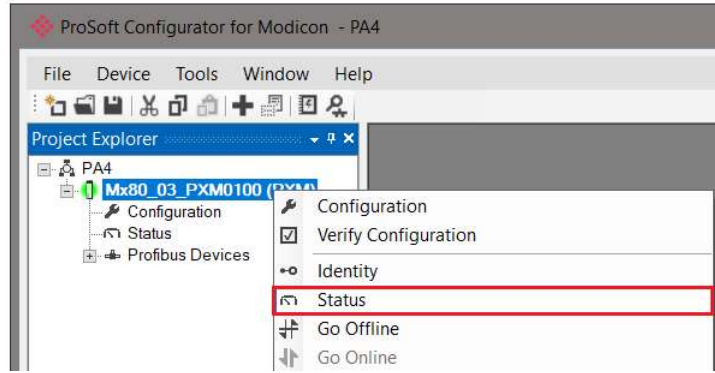 ProSoft Configurator for Modicon - PA4
File Device Tools Window Help
Project Explorer
PA4
Mx80_03_PXM0100 (PXM)
Configuration
Status
Profibus Devices
Configuration
Verify Configuration
Identity
Status
Go Offline
Go Online